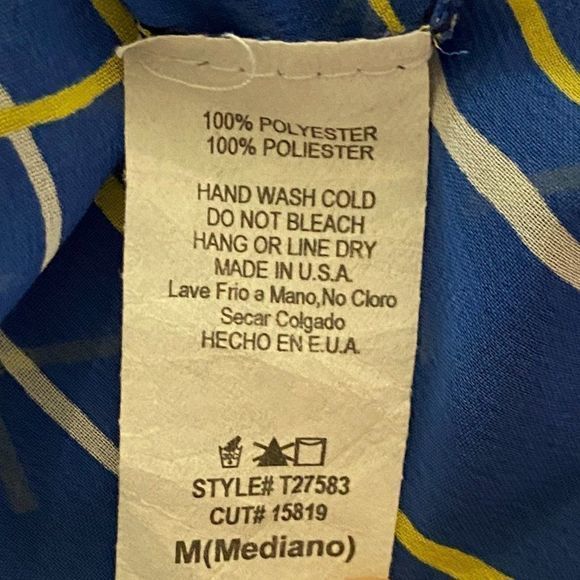 100% POLYESTER
100% POLIESTER
HAND WASH COLD
DO NOT BLEACH
HANG OR LINE DRY
MADE IN U.S.A.
Lave Frio a Mano,No Cloro
Secar Colgado
HECHO EN E.U.A.
STYLE# T27583
CUT# 15819
M(Mediano)